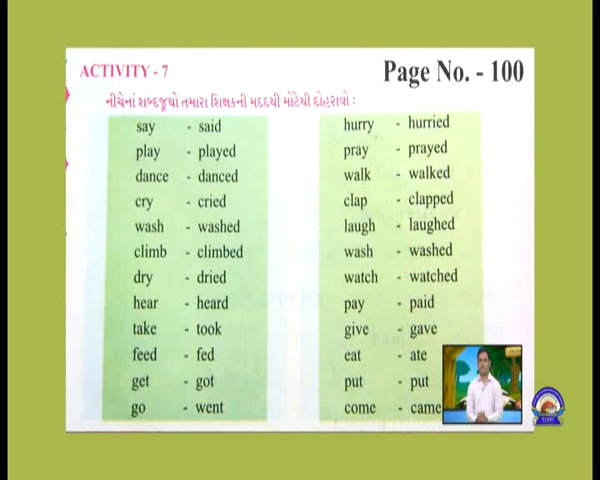 ACTIVITY - 7
Page No. - 100
નીચેનાં શબ્દજૂથો તમારા શિક્ષકની મદદથી મોટેથી દોહરાવો :
say - said
play - played
dance - danced
cry - cried
wash - washed
climb - climbed
dry - dried
hear - heard
take - took
feed - fed
get - got
go - went
hurry - hurried
pray - prayed
walk - walked
clap - clapped
laugh - laughed
wash - washed
watch - watched
pay - paid
give - gave
eat - ate
put - put
come - came